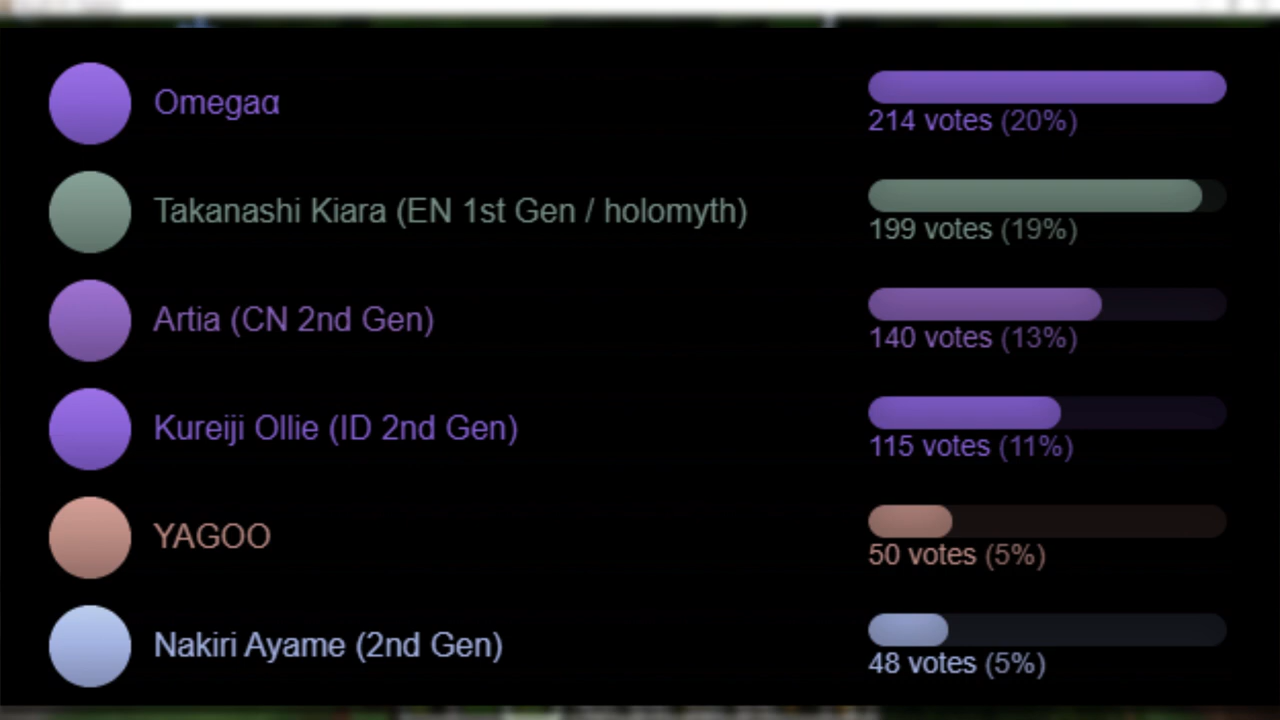 Omegaα
214 votes (20%)
Takanashi Kiara (EN 1st Gen / holomyth)
199 votes (19%)
Artia (CN 2nd Gen)
140 votes (13%)
Kureiji Ollie (ID 2nd Gen)
115 votes (11%)
YAGOO
50 votes (5%)
Nakiri Ayame (2nd Gen)
48 votes (5%)